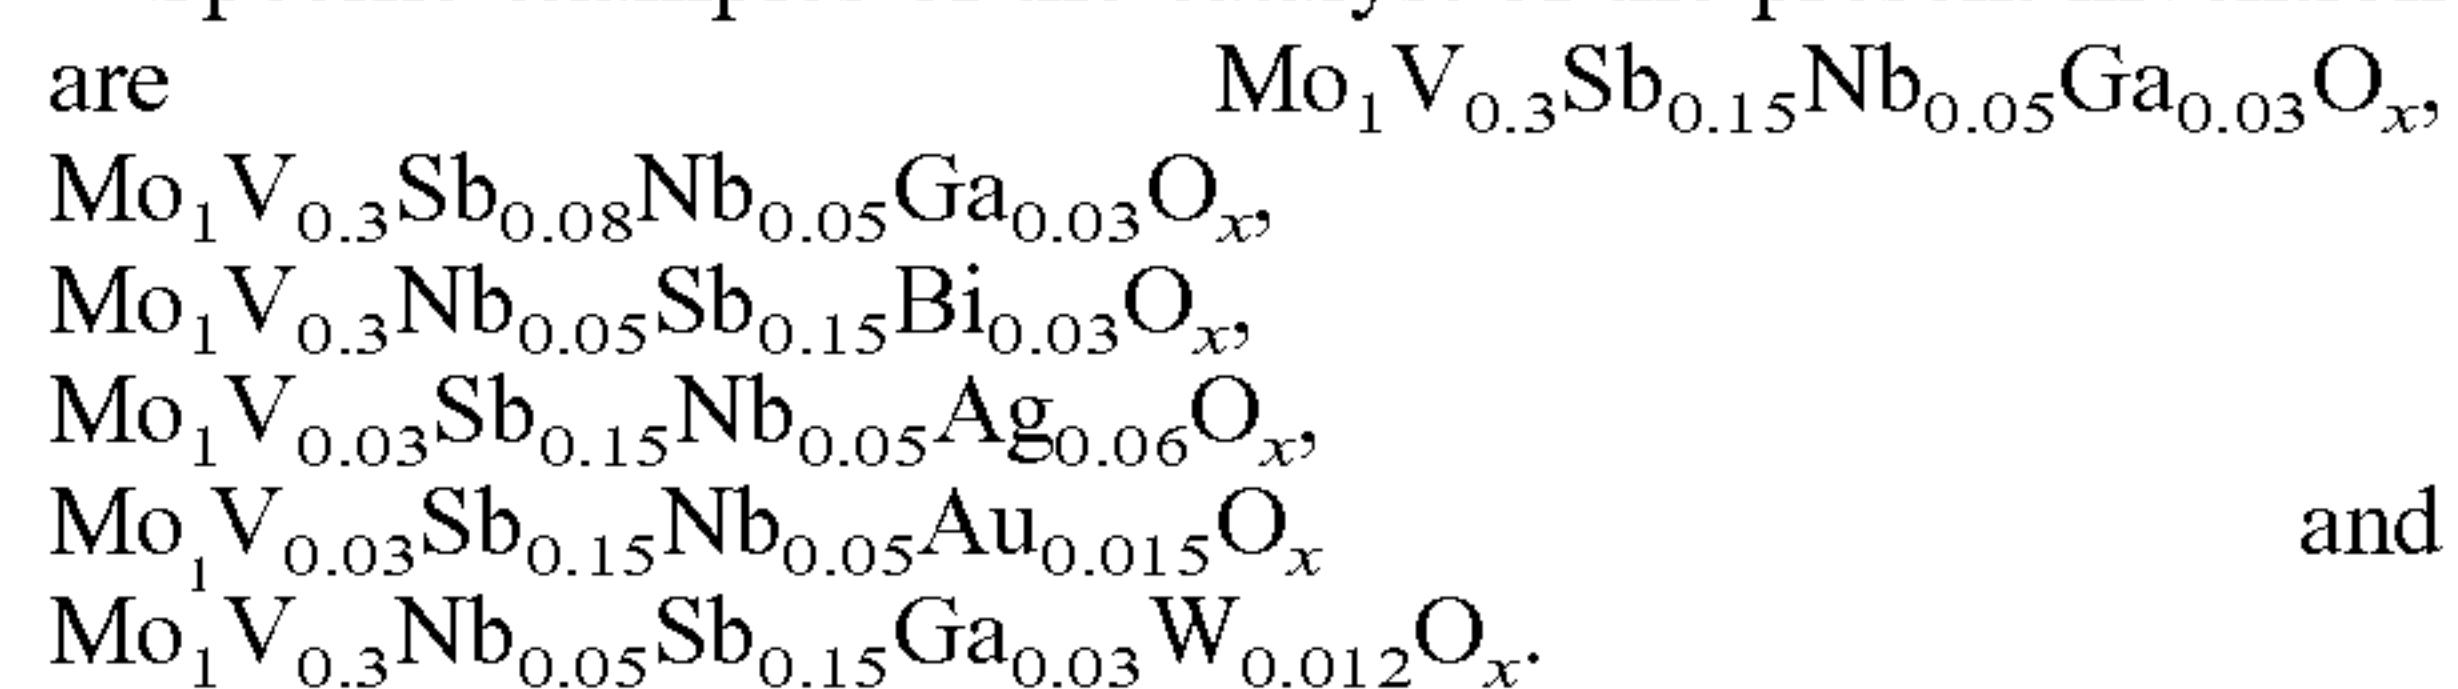 are Mo₁V₀.₃Sb₀.₁₅Nb₀.₀₅Ga₀.₀₃Oₓ,
Mo₁V₀.₃Sb₀.₀₈Nb₀.₀₅Ga₀.₀₃Oₓ,
Mo₁V₀.₃Nb₀.₀₅Sb₀.₁₅Bi₀.₀₃Oₓ,
Mo₁V₀.₀₃Sb₀.₁₅Nb₀.₀₅Ag₀.₀₆Oₓ,
Mo₁V₀.₀₃Sb₀.₁₅Nb₀.₀₅Au₀.₀₁₅Oₓ and
Mo₁V₀.₃Nb₀.₀₅Sb₀.₁₅Ga₀.₀₃W₀.₀₁₂Oₓ.